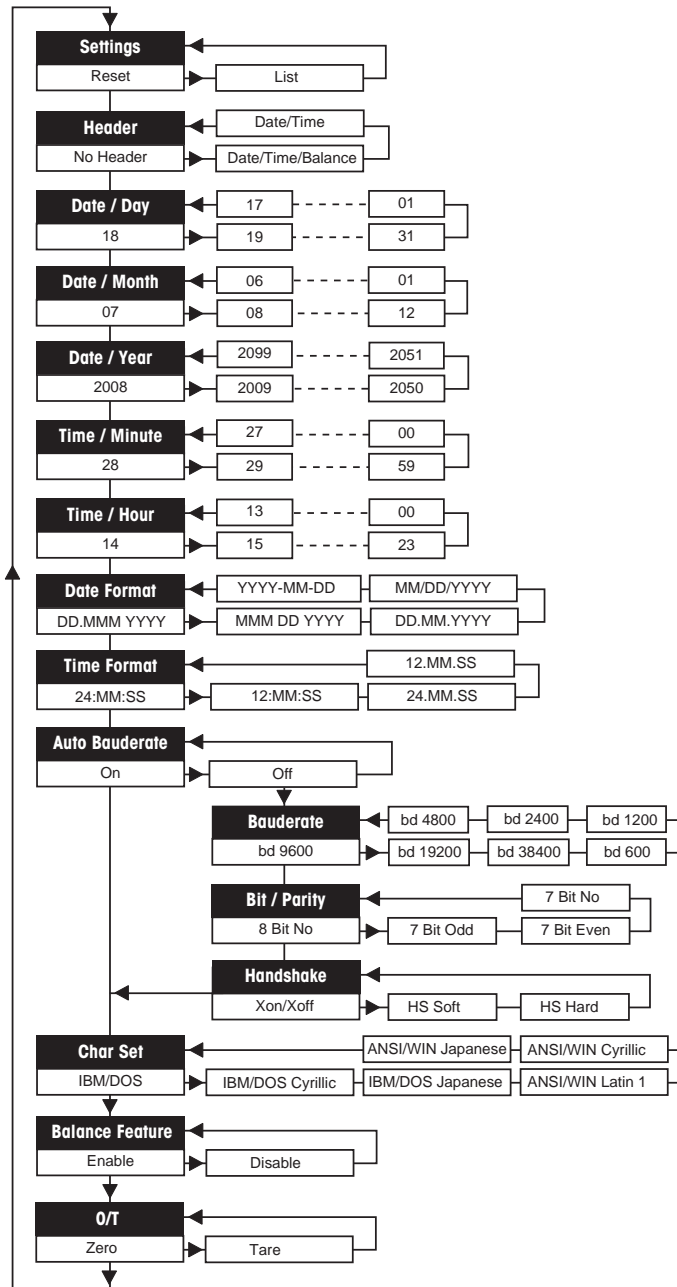 Settings
Reset List
Header Date/Time
No Header Date/Time/Balance
Date / Day 17 01
18 19 31
Date / Month 06 01
07 08 12
Date / Year 2099 2051
2008 2009 2050
Time / Minute 27 00
28 29 59
Time / Hour 13 00
14 15 23
Date Format YYYY-MM-DD MM/DD/YYYY
DD.MMM YYYY MMM DD YYYY DD.MM.YYYY
Time Format 12.MM.SS
24:MM:SS 12:MM:SS 24.MM.SS
Auto Bauderate
On Off
Bauderate bd 4800 bd 2400 bd 1200
bd 9600 bd 19200 bd 38400 bd 600
Bit / Parity 7 Bit No
8 Bit No 7 Bit Odd 7 Bit Even
Handshake
Xon/Xoff HS Soft HS Hard
Char Set ANSI/WIN Japanese ANSI/WIN Cyrillic
IBM/DOS IBM/DOS Cyrillic IBM/DOS Japanese ANSI/WIN Latin 1
Balance Feature
Enable Disable
O/T
Zero Tare